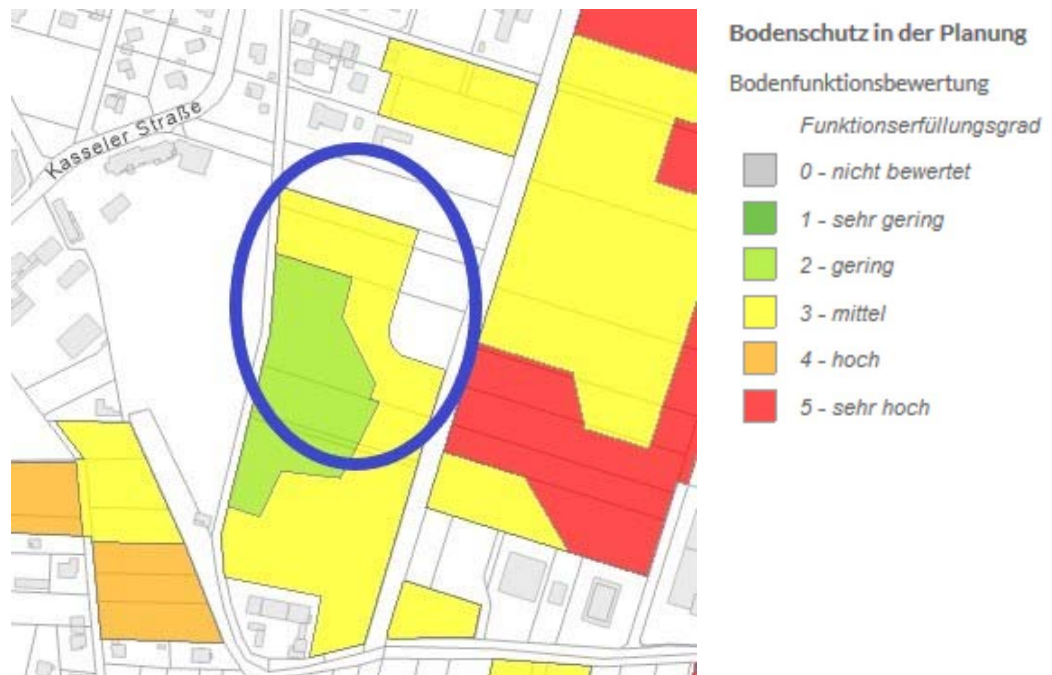 Kasseler Straße
Bodenschutz in der Planung
Bodenfunktionsbewertung
Funktionserfüllungsgrad
0 - nicht bewertet
1 - sehr gering
2 - gering
3 - mittel
4 - hoch
5 - sehr hoch